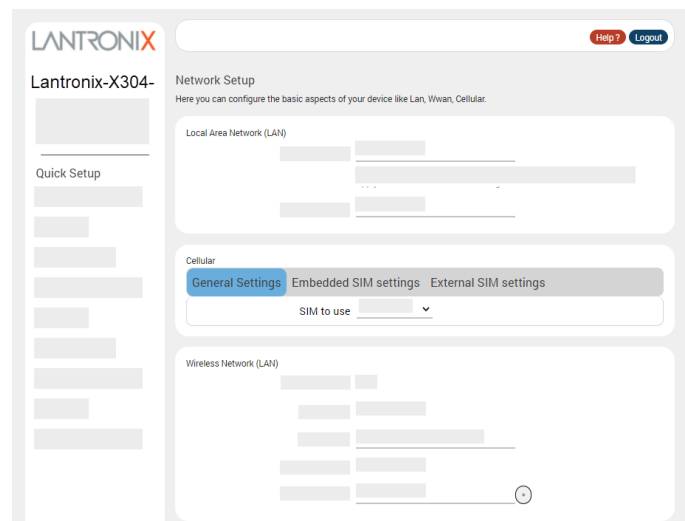 LANTRONIX
Help ?
Logout
Lantronix-X304-
Quick Setup
Network Setup
Here you can configure the basic aspects of your device like Lan, Wwan, Cellular.
Local Area Network (LAN)
Cellular
General Settings Embedded SIM settings External SIM settings
SIM to use
Wireless Network (LAN)